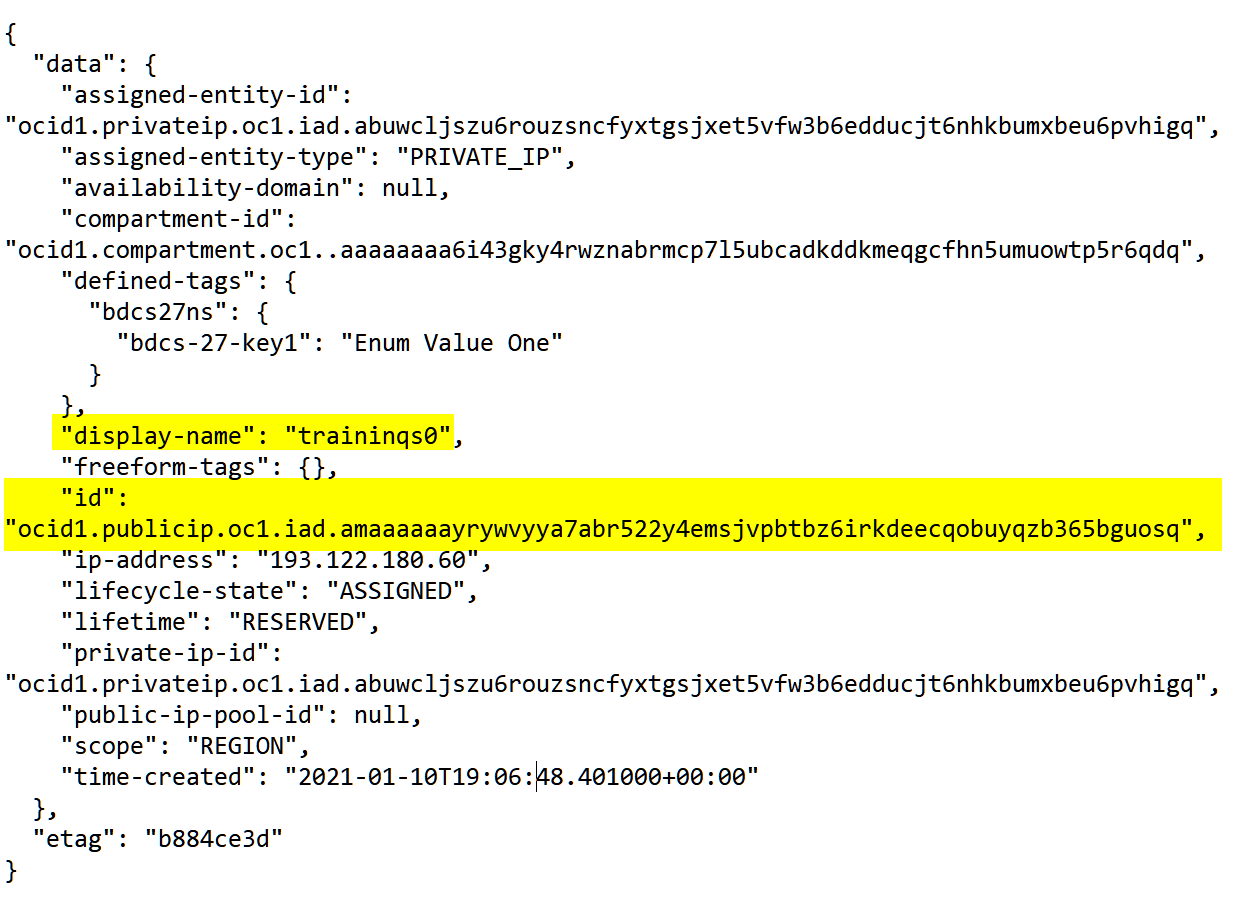 {
  "data": {
    "assigned-entity-id":
"ocid1.privateip.oc1.iad.abuwcljszu6rouzsncfyxtgsjxet5vfw3b6edducjt6nhkbumxbeu6pvhigq",
    "assigned-entity-type": "PRIVATE_IP",
    "availability-domain": null,
    "compartment-id":
"ocid1.compartment.oc1..aaaaaaaa6i43gky4rwznabrmcp7l5ubcadkddkmeqgcfhn5umuowtp5r6qdq",
    "defined-tags": {
      "bdcs27ns": {
        "bdcs-27-key1": "Enum Value One"
      }
    },
    "display-name": "traininqs0",
    "freeform-tags": {},
    "id":
"ocid1.publicip.oc1.iad.amaaaaaayrywvyya7abr522y4emsjvpbtbz6irkdeecqobuyqzb365bguosq",
    "ip-address": "193.122.180.60",
    "lifecycle-state": "ASSIGNED",
    "lifetime": "RESERVED",
    "private-ip-id":
"ocid1.privateip.oc1.iad.abuwcljszu6rouzsncfyxtgsjxet5vfw3b6edducjt6nhkbumxbeu6pvhigq",
    "public-ip-pool-id": null,
    "scope": "REGION",
    "time-created": "2021-01-10T19:06:48.401000+00:00"
  },
  "etag": "b884ce3d"
}